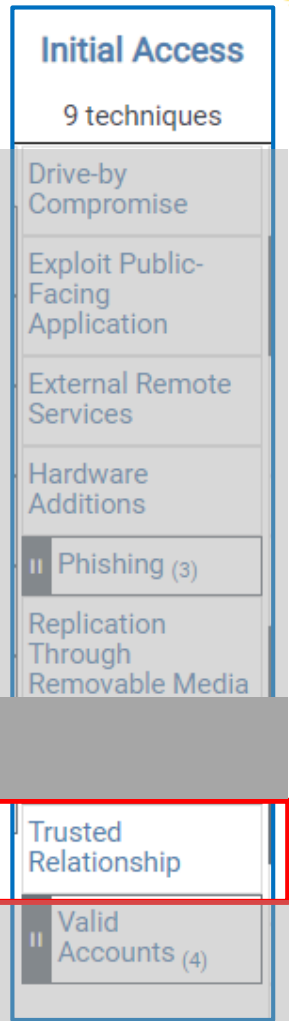 Initial Access
9 techniques
Drive-by
Compromise
Exploit Public-
Facing
Application
External Remote
Services
Hardware
Additions
Phishing (3)
Replication
Through
Removable Media
Trusted
Relationship
Valid
Accounts (4)